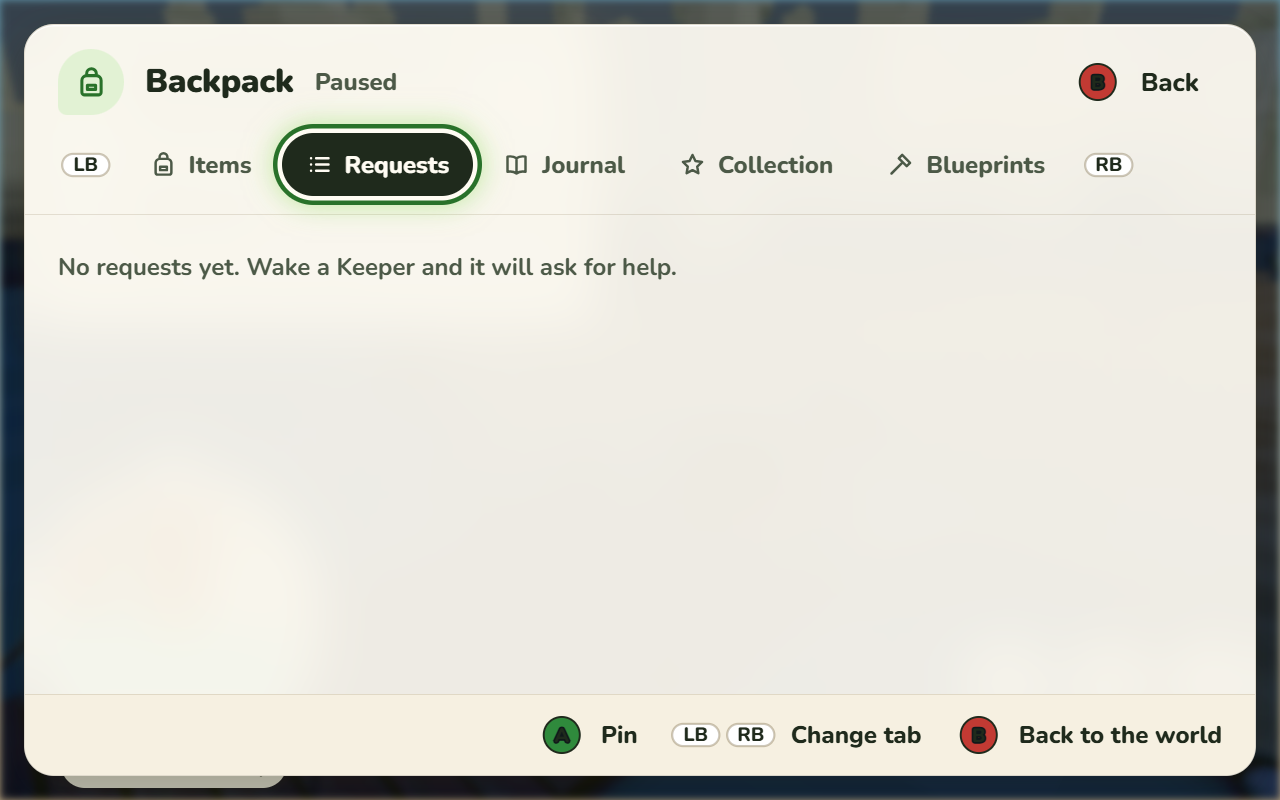 Backpack Paused
B Back
LB Items Requests Journal Collection Blueprints RB
No requests yet. Wake a Keeper and it will ask for help.
A Pin LB RB Change tab B Back to the world